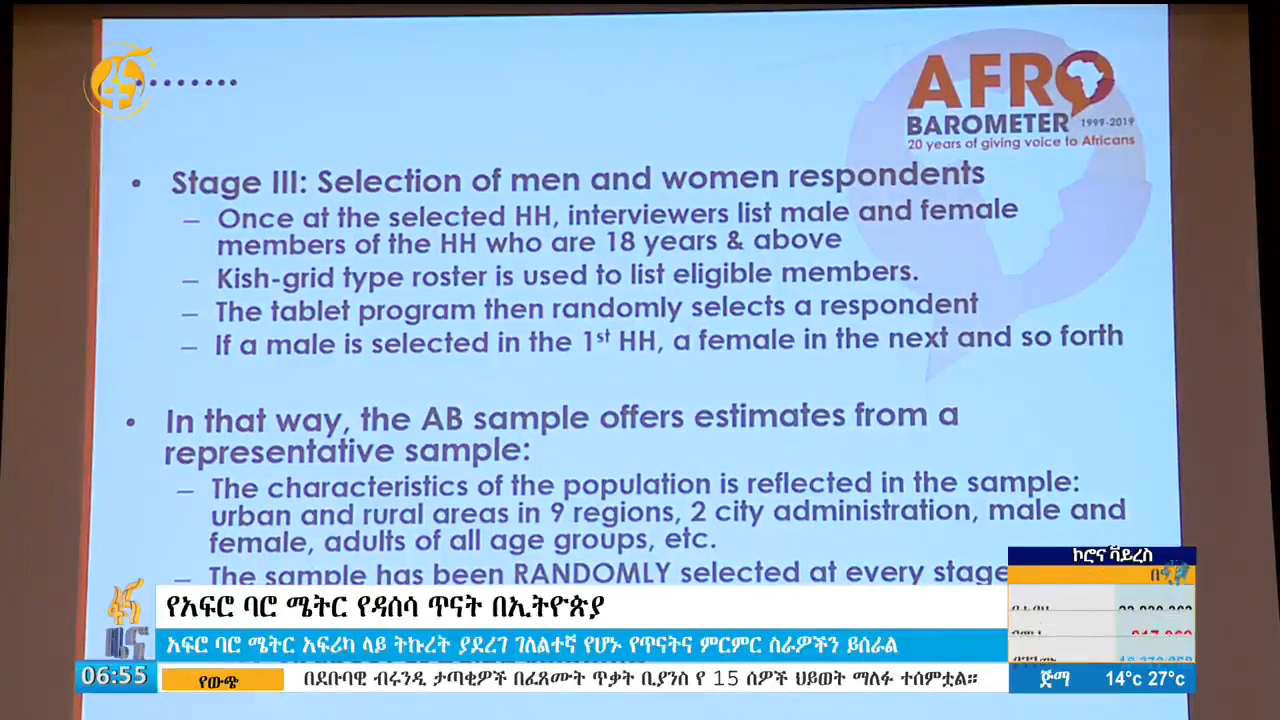 ........
AFRO
BAROMETER 1999-2019
20 years of giving voice to Africans
• Stage III: Selection of men and women respondents
– Once at the selected HH, interviewers list male and female
members of the HH who are 18 years & above
– Kish-grid type roster is used to list eligible members.
– The tablet program then randomly selects a respondent
– If a male is selected in the 1st HH, a female in the next and so forth
• In that way, the AB sample offers estimates from a
representative sample:
– The characteristics of the population is reflected in the sample:
urban and rural areas in 9 regions, 2 city administration, male and
female, adults of all age groups, etc.
– The sample has been RANDOMLY selected at every stage
ኮሮና ቫይረስ
ዜና
የአፍሮ ባሮ ሜትር የዳሰሳ ጥናት በኢትዮጵያ
አፍሮ ባሮ ሜትር አፍሪካ ላይ ትኩረት ያደረገ ገለልተኛ የሆኑ የጥናትና ምርምር ስራዎችን ይሰራል
06:55
የውጭ
በደቡባዊ ብሩንዲ ታጣቂዎች በፈጸሙት ጥቃት ቢያንስ የ 15 ሰዎች ህይወት ማለፉ ተሰምቷል።
ጅማ 14°c 27°c